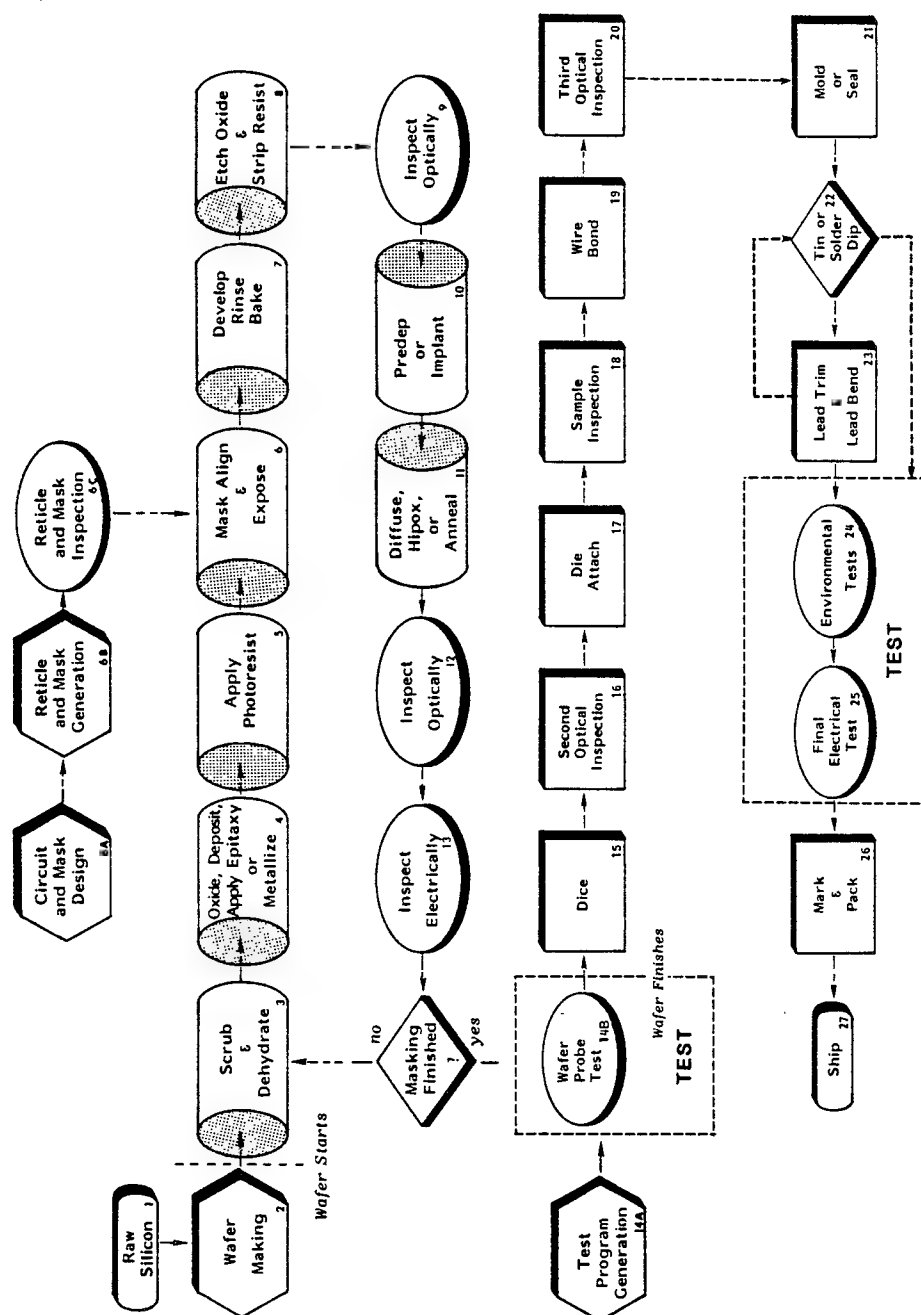 Raw
Silicon 1
Wafer
Making
2
Wafer Starts
Scrub
&
Dehydrate
3
Oxide, Deposit,
Apply Epitaxy
or
Metallize
4
Apply
Photoresist
5
Circuit
and Mask
Design
6A
Reticle
and Mask
Generation
6B
Reticle
and Mask
Inspection
6C
Mask Align
&
Expose
6
Develop
Rinse
Bake
7
Etch Oxide
&
Strip Resist
8
Inspect
Optically
9
Predep
or
Implant
10
Diffuse,
Hipox,
or
Anneal
11
Inspect
Optically
12
Inspect
Electrically
13
Masking
Finished
?
no
yes
Test
Program
Generation
14A
Wafer
Probe
Test
14B
TEST
Wafer Finishes
Dice
15
Second
Optical
Inspection
16
Die
Attach
17
Sample
Inspection
18
Wire
Bond
19
Third
Optical
Inspection
20
Mold
or
Seal
21
Tin or
Solder
Dip
22
Lead Trim
Lead Bend
23
Environmental
Tests 24
Final
Electrical
Test 25
TEST
Mark
&
Pack
26
Ship
27